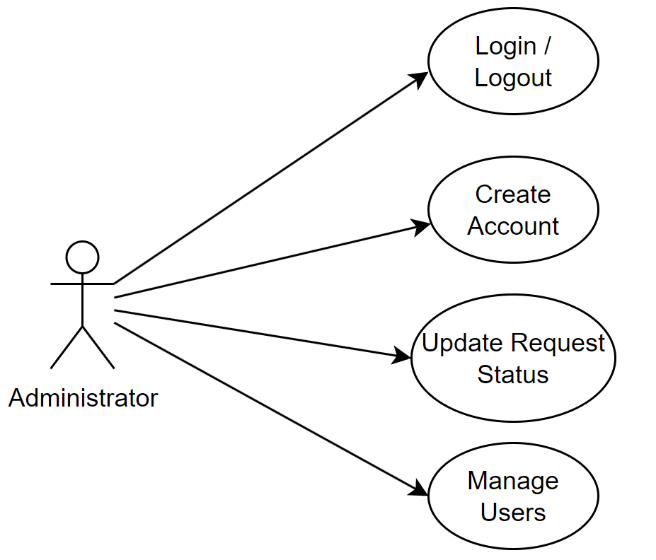 Login /
Logout
Create
Account
Update Request
Status
Administrator
Manage
Users